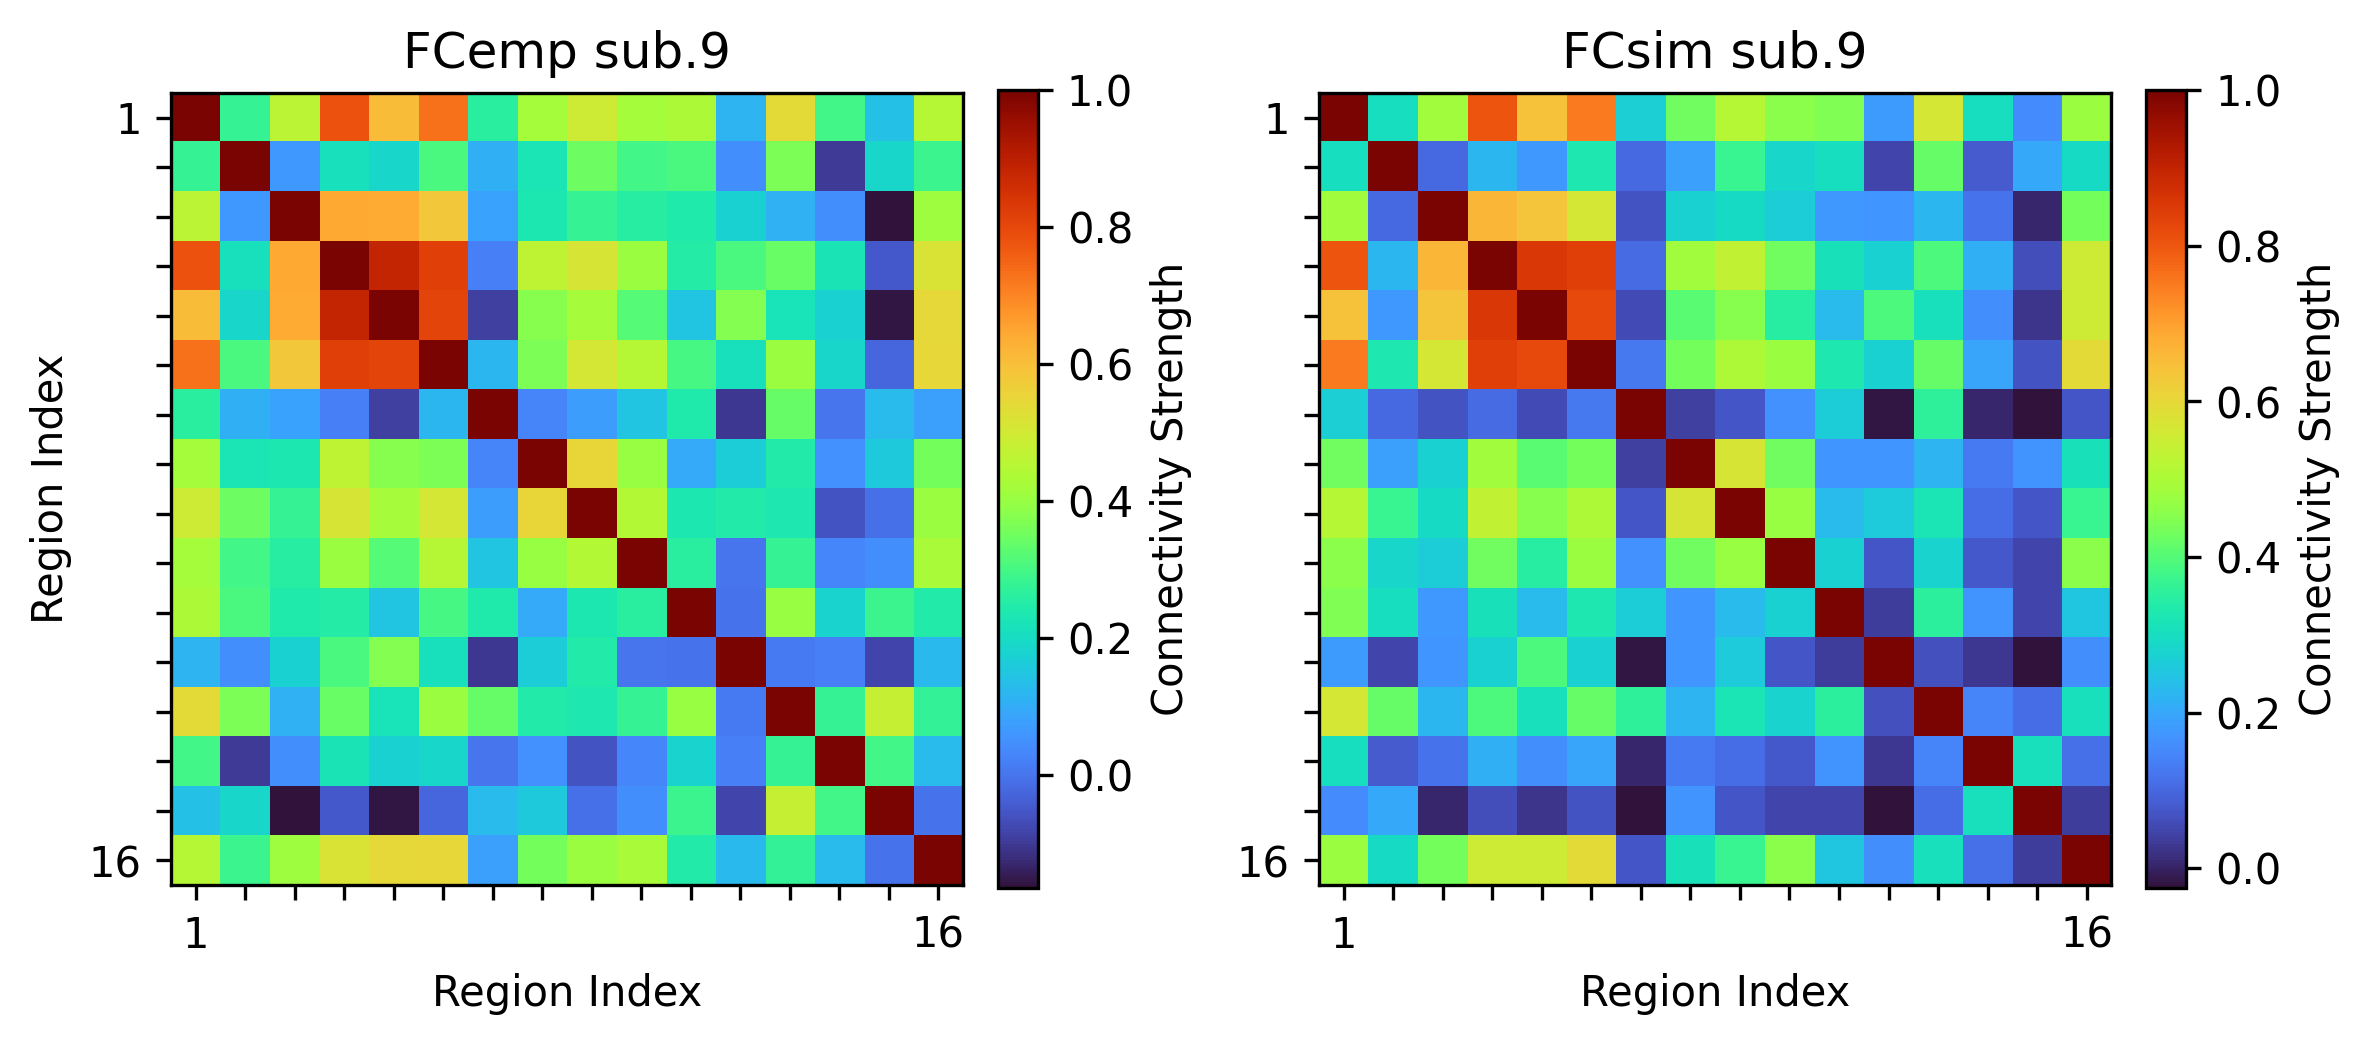 FCemp sub.9
1
16
Region Index
1
16
Region Index
1.0
0.8
0.6
0.4
0.2
0.0
Connectivity Strength
FCsim sub.9
1
16
1
16
Region Index
1.0
0.8
0.6
0.4
0.2
0.0
Connectivity Strength